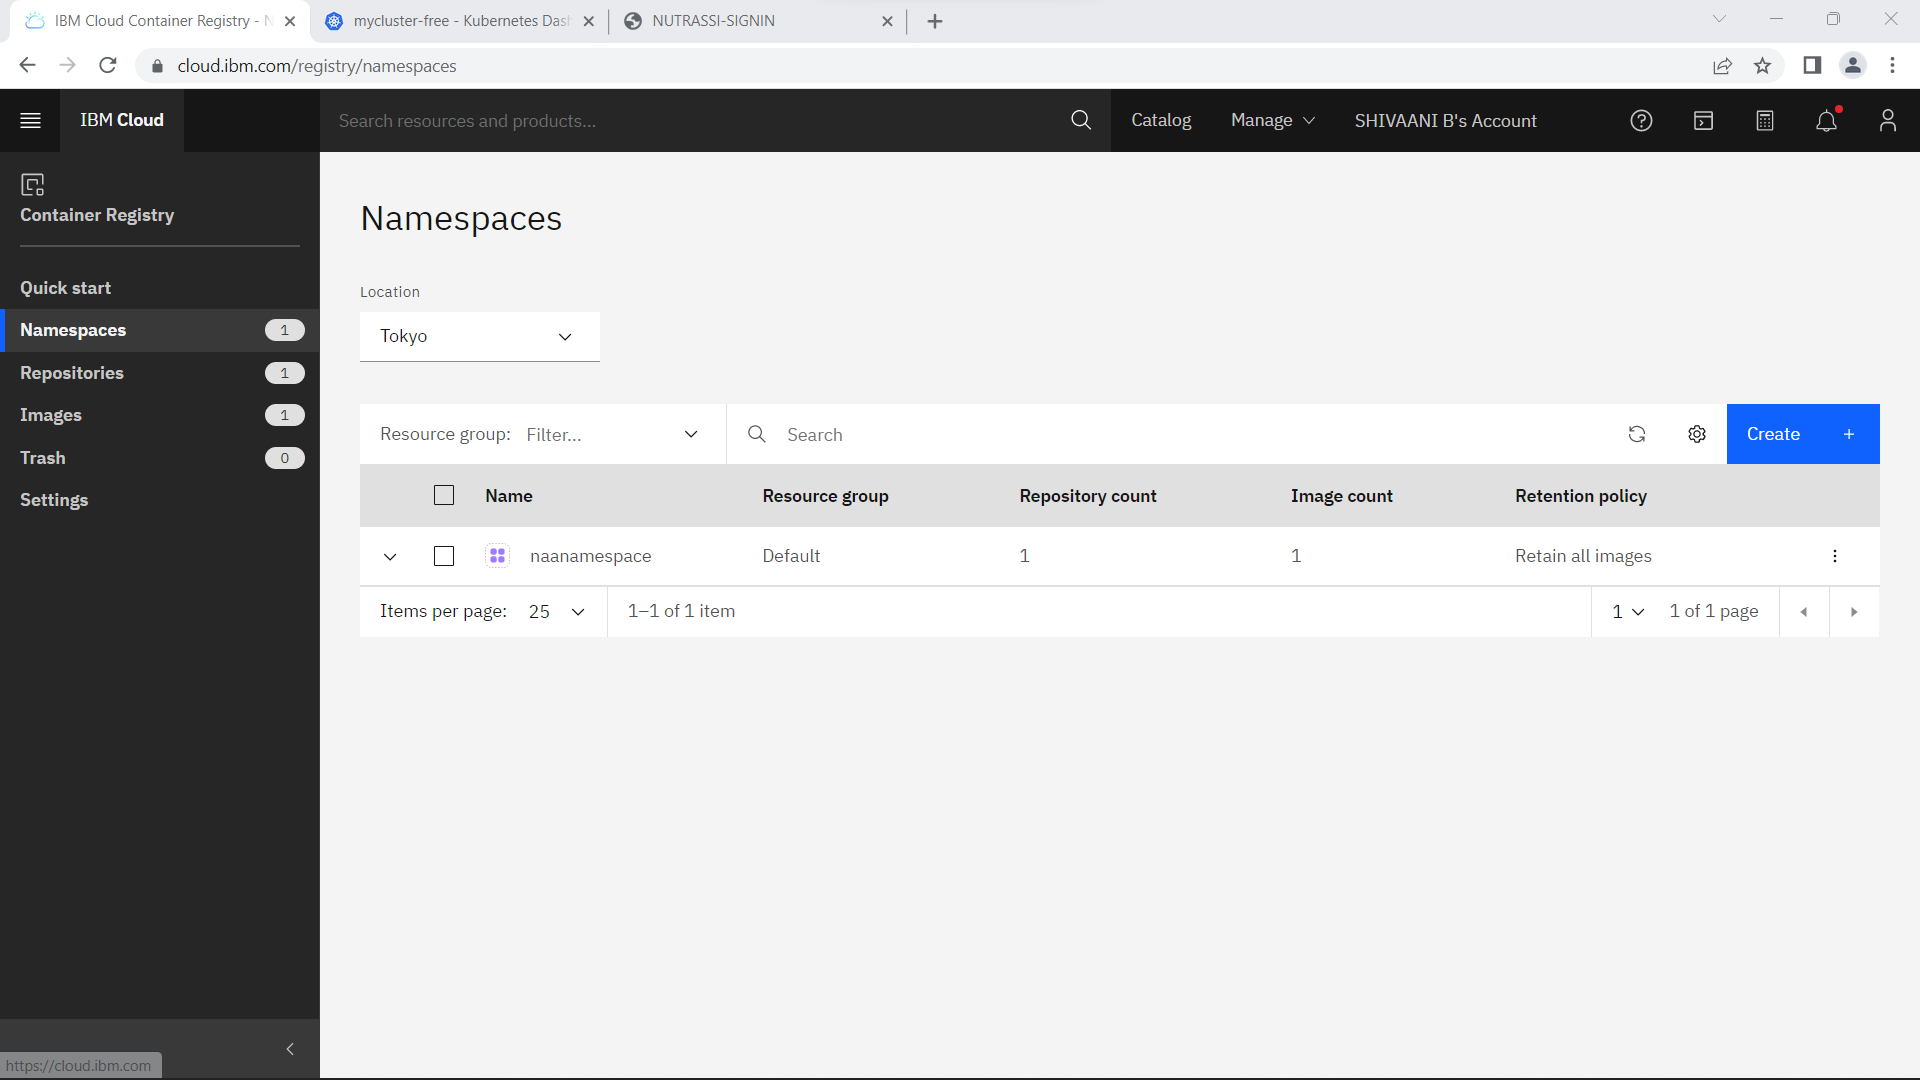 IBM Cloud Container Registry - N
mycluster-free - Kubernetes Das
NUTRASSI-SIGNIN
cloud.ibm.com/registry/namespaces
IBM Cloud
Search resources and products...
Catalog
Manage
SHIVAANI B's Account
Container Registry
Quick start
Namespaces 1
Repositories 1
Images 1
Trash 0
Settings
Namespaces
Location
Tokyo
Resource group: Filter...
Search
Create +
Name Resource group Repository count Image count Retention policy
naanamespace Default 1 1 Retain all images
Items per page: 25 1–1 of 1 item 1 1 of 1 page
https://cloud.ibm.com